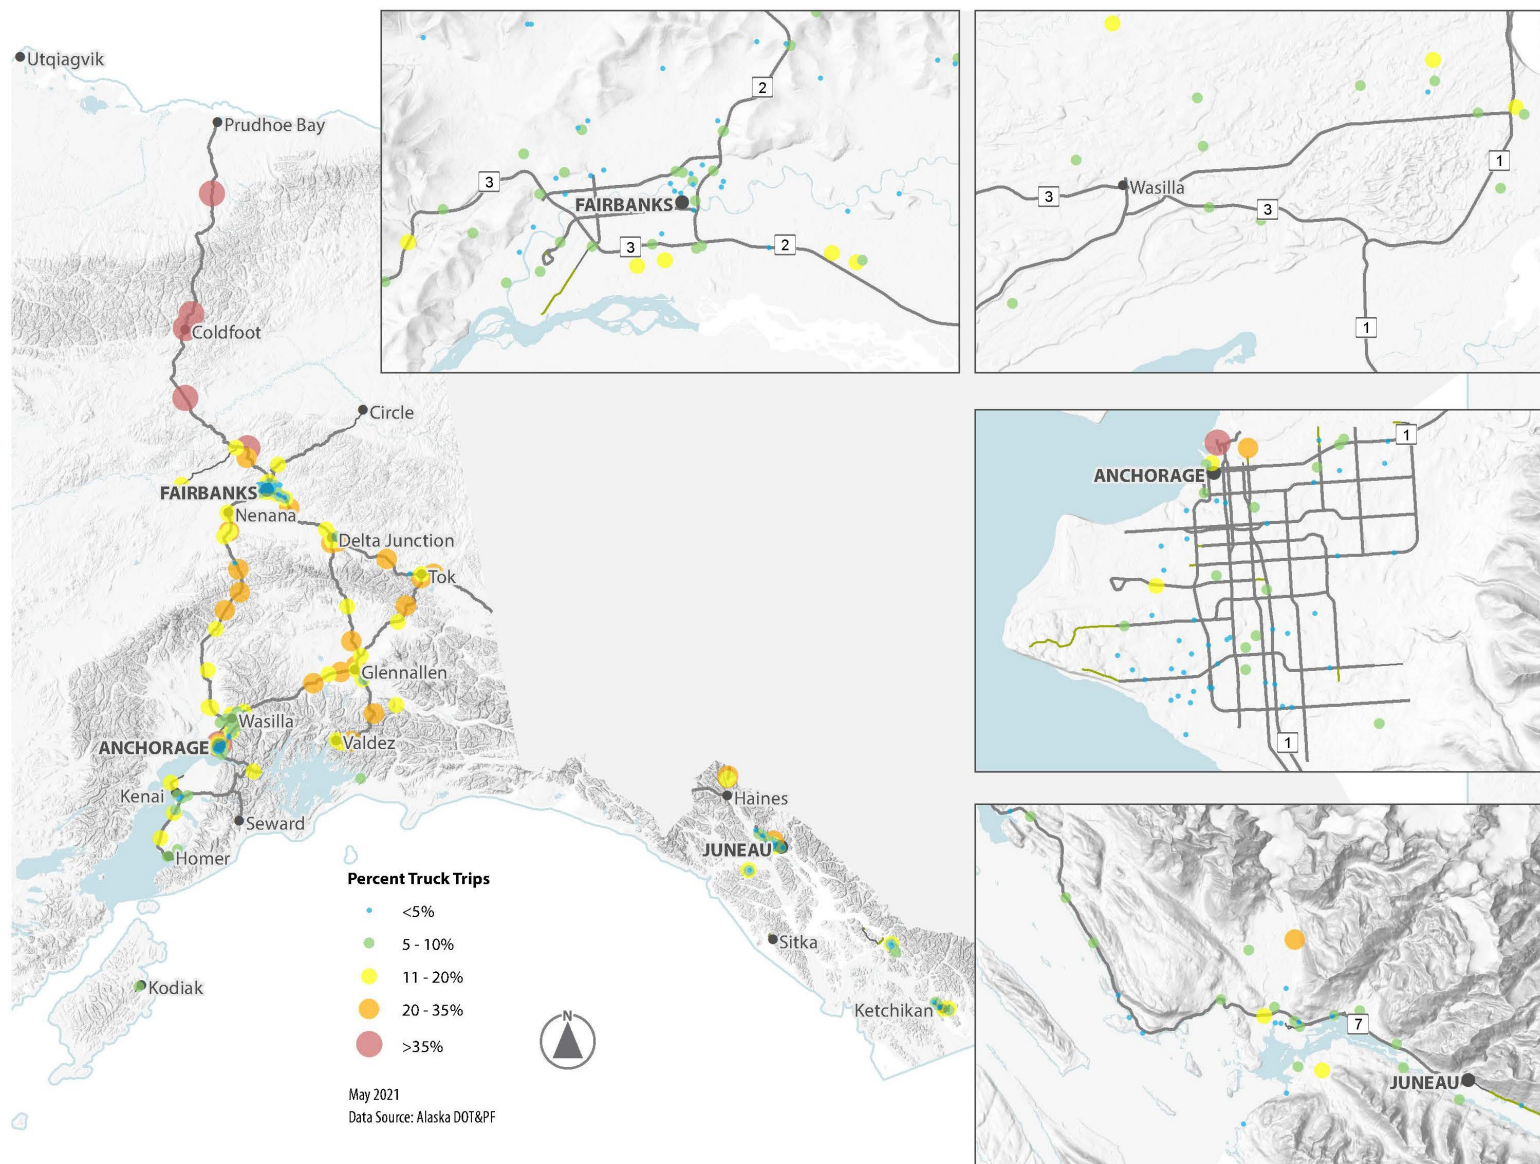 Utqiagvik
Prudhoe Bay
Coldfoot
Circle
FAIRBANKS
Nenana
Delta Junction
Tok
Glennallen
Wasilla
ANCHORAGE
Valdez
Kenai
Seward
Homer
Kodiak
Haines
JUNEAU
Sitka
Ketchikan
2
3
FAIRBANKS
3
2
1
3
Wasilla
3
1
1
ANCHORAGE
1
7
JUNEAU
Percent Truck Trips
<5%
5 - 10%
11 - 20%
20 - 35%
>35%
N
May 2021
Data Source: Alaska DOT&PF